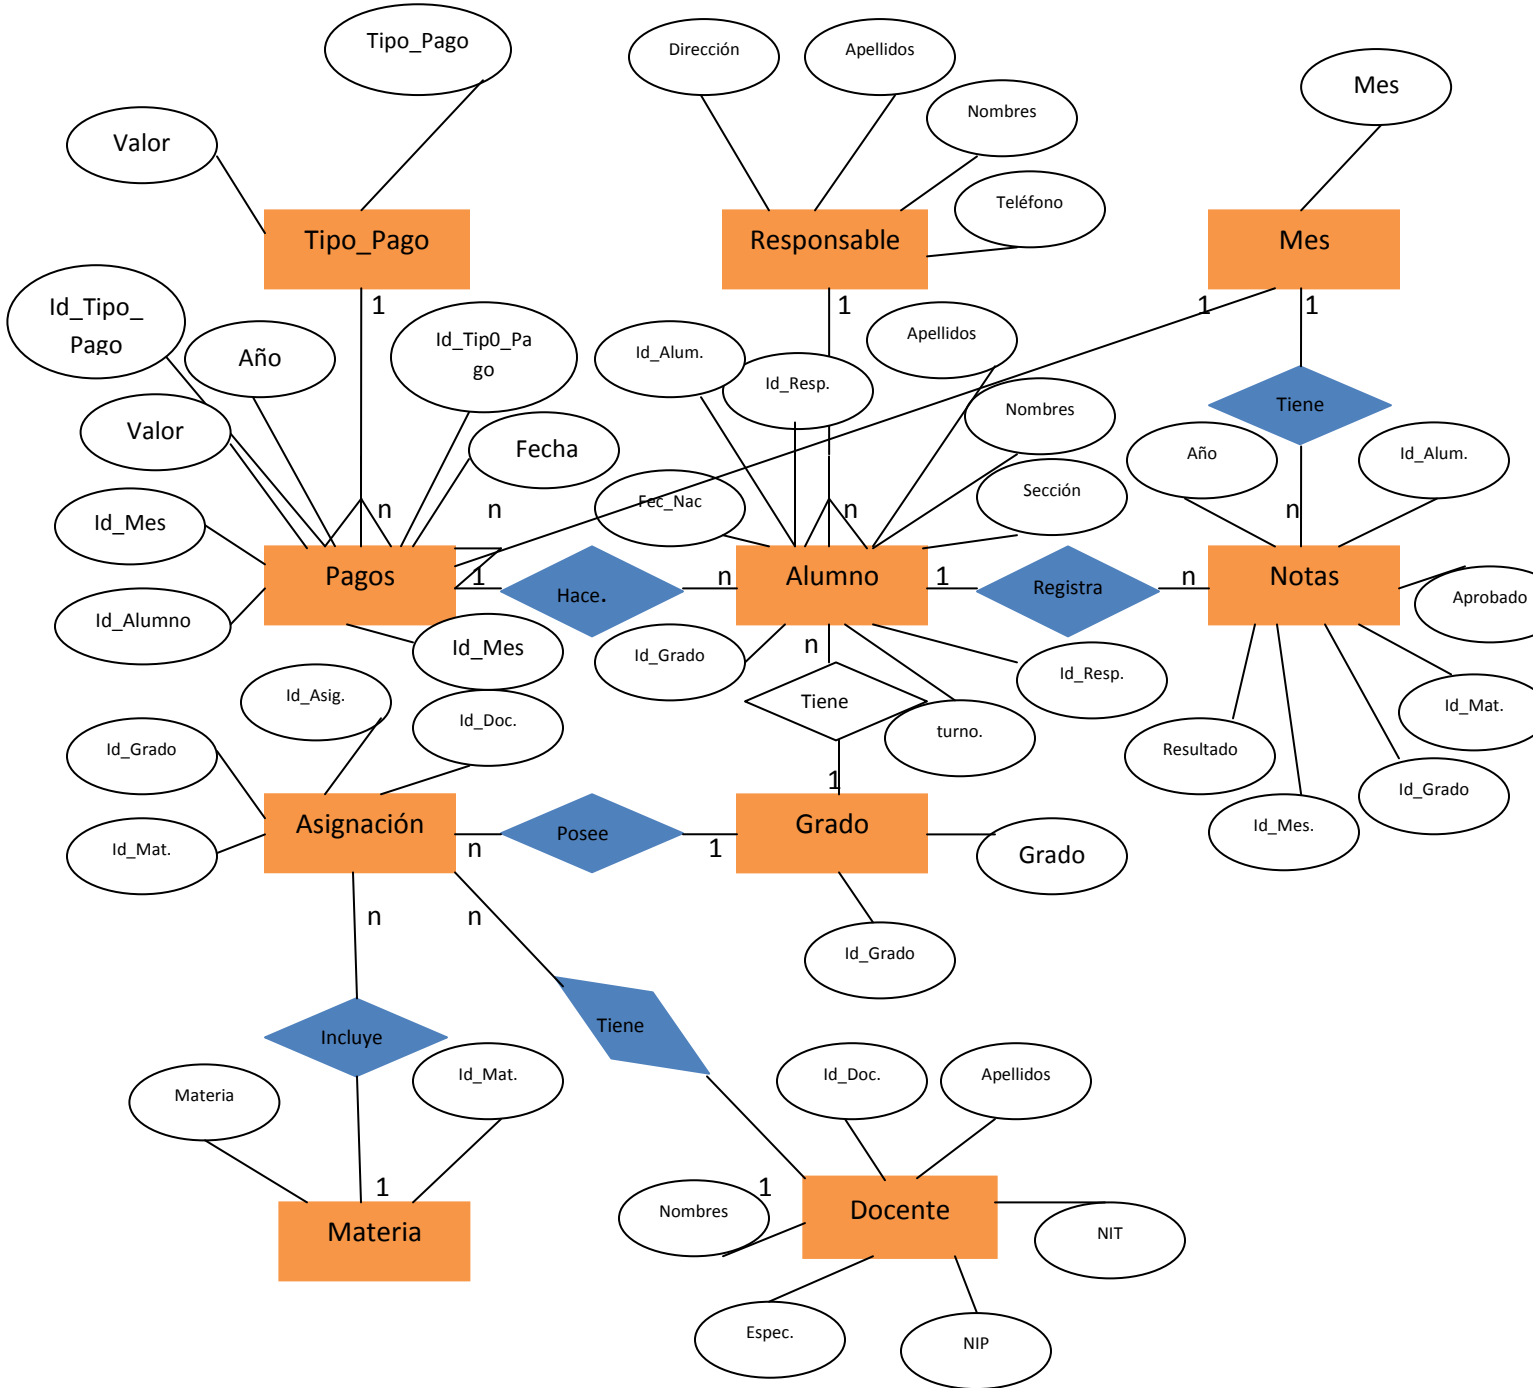 Tipo_Pago
Dirección
Apellidos
Mes
Valor
Nombres
Teléfono
Tipo_Pago
Responsable
Mes
1
1
1
1
Id_Tipo_
Pago
Año
Id_Tip0_Pa
go
Id_Alum.
Apellidos
Id_Resp.
Nombres
Tiene
Valor
Fecha
Año
Id_Alum.
Id_Mes
n
n
Fec_Nac
n
Sección
n
Pagos
1
Hace.
n
Alumno
1
Registra
n
Notas
Aprobado
Id_Alumno
Id_Mes
Id_Grado
n
Id_Resp.
Id_Asig.
Id_Doc.
Tiene
turno.
Id_Mat.
Id_Grado
Resultado
Id_Grado
1
Asignación
n
Posee
1
Grado
Grado
Id_Mes.
Id_Mat.
n
n
Id_Grado
Incluye
Tiene
Materia
Id_Mat.
Id_Doc.
Apellidos
1
Materia
Nombres
1
Docente
NIT
Espec.
NIP